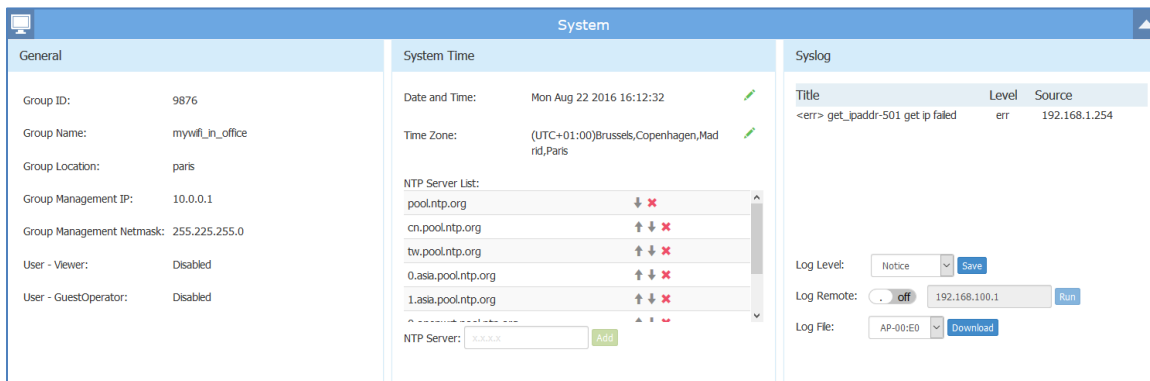 System
General
Group ID: 9876
Group Name: mywifi_in_office
Group Location: paris
Group Management IP: 10.0.0.1
Group Management Netmask: 255.225.255.0
User - Viewer: Disabled
User - GuestOperator: Disabled
System Time
Date and Time: Mon Aug 22 2016 16:12:32
Time Zone: (UTC+01:00)Brussels,Copenhagen,Mad
rid,Paris
NTP Server List:
pool.ntp.org
cn.pool.ntp.org
tw.pool.ntp.org
0.asia.pool.ntp.org
1.asia.pool.ntp.org
NTP Server: x.x.x.x Add
Syslog
Title Level Source
<err> get_ipaddr-501 get ip failed err 192.168.1.254
Log Level: Notice Save
Log Remote: off 192.168.100.1 Run
Log File: AP-00:E0 Download